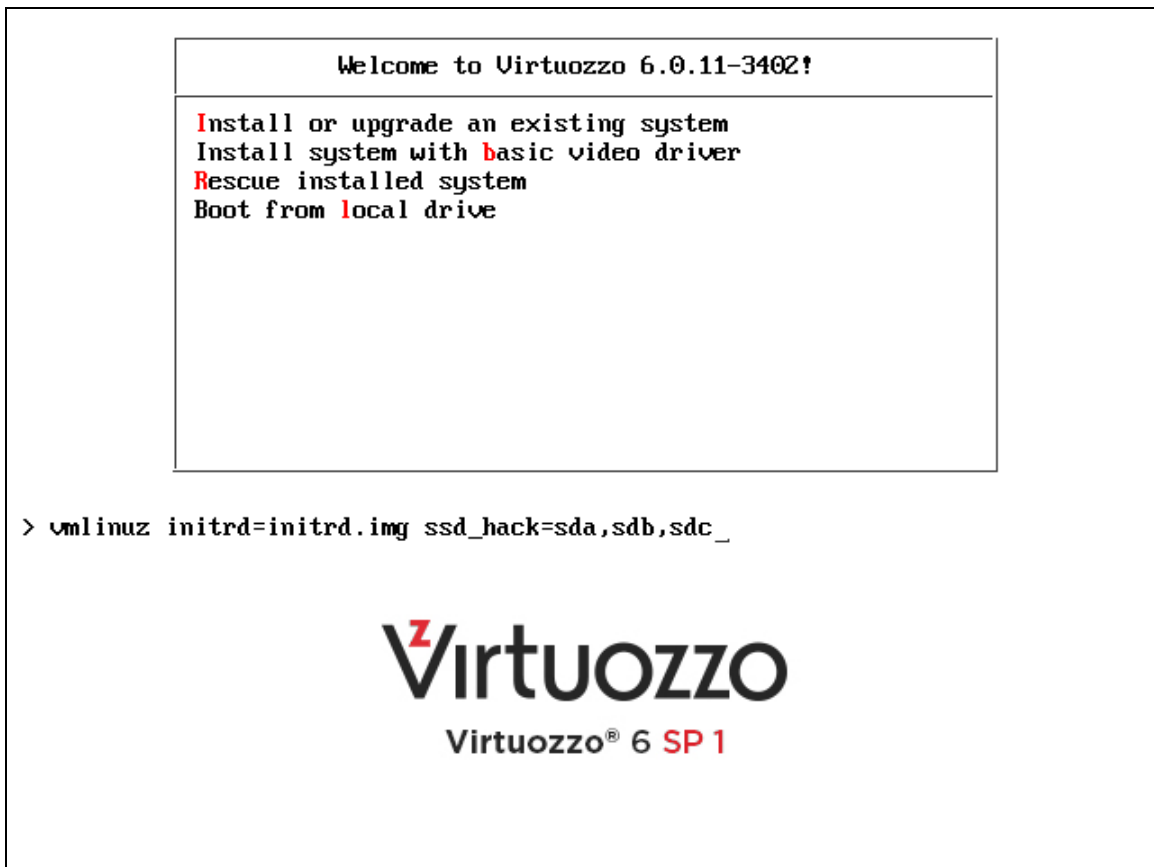 Welcome to Virtuozzo 6.0.11-3402!
Install or upgrade an existing system
Install system with basic video driver
Rescue installed system
Boot from local drive
> vmlinuz initrd=initrd.img ssd_hack=sda,sdb,sdc_
Virtuozzo
Virtuozzo® 6 SP 1